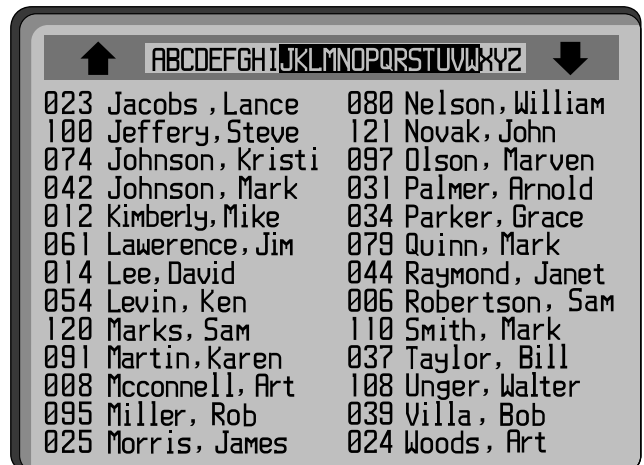 ABCDEFGHIJKLMNOPQRSTUVWXYZ
023 Jacobs ,Lance
100 Jeffery,Steve
074 Johnson, Kristi
042 Johnson, Mark
012 Kimberly,Mike
061 Lawerence,Jim
014 Lee,David
054 Levin, Ken
120 Marks, Sam
091 Martin,Karen
008 Mcconnell, Art
095 Miller, Rob
025 Morris, James
080 Nelson,William
121 Novak,John
097 Olson, Marven
031 Palmer, Arnold
034 Parker, Grace
079 Quinn, Mark
044 Raymond, Janet
006 Robertson, Sam
110 Smith, Mark
037 Taylor, Bill
108 Unger, Walter
039 Villa, Bob
024 Woods, Art